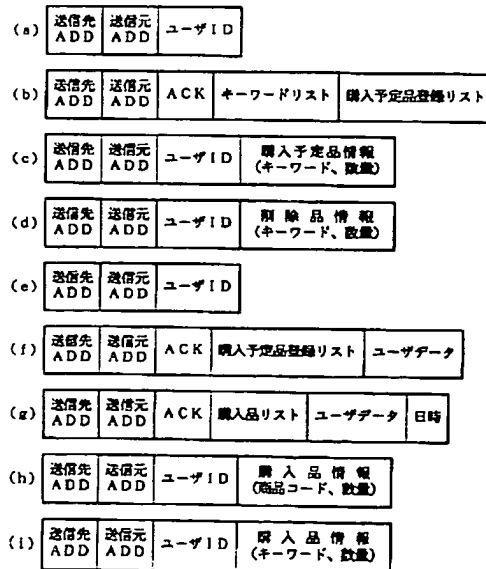 (a) 送信先 ADD 送信元 ADD ユーザID
(b) 送信先 ADD 送信元 ADD ACK キーワードリスト 購入予定品登録リスト
(c) 送信先 ADD 送信元 ADD ユーザID 購入予定品情報 (キーワード、数量)
(d) 送信先 ADD 送信元 ADD ユーザID 削除品情報 (キーワード、数量)
(e) 送信先 ADD 送信元 ADD ユーザID
(f) 送信先 ADD 送信元 ADD ACK 購入予定品登録リスト ユーザデータ
(g) 送信先 ADD 送信元 ADD ACK 購入品リスト ユーザデータ 日時
(h) 送信先 ADD 送信元 ADD ユーザID 購入品情報 (商品コード、数量)
(i) 送信先 ADD 送信元 ADD ユーザID 購入品情報 (キーワード、数量)